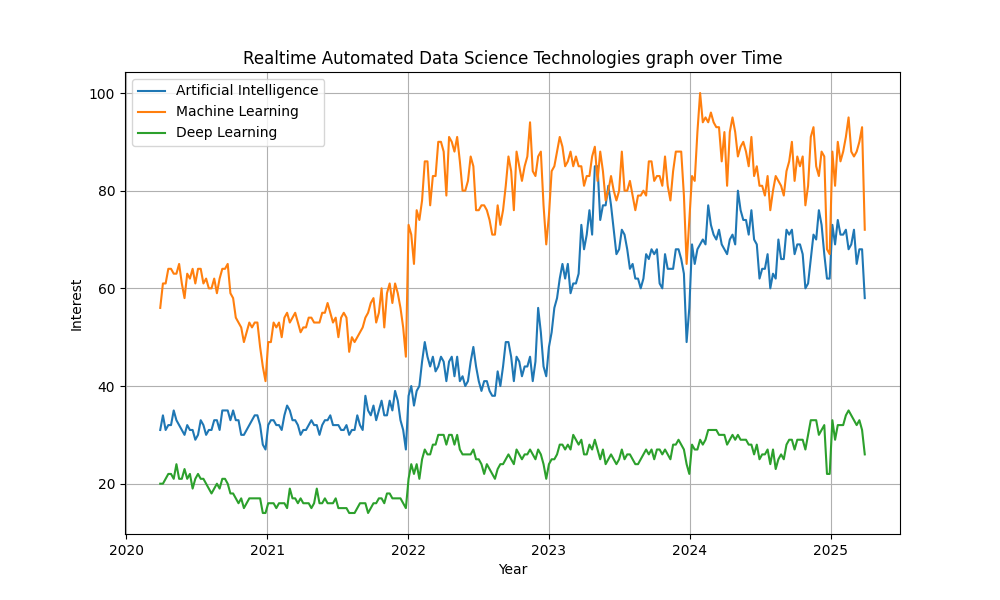 Realtime Automated Data Science Technologies graph over Time
Artificial Intelligence
Machine Learning
Deep Learning
100
80
60
40
20
Interest
2020 2021 2022 2023 2024 2025
Year